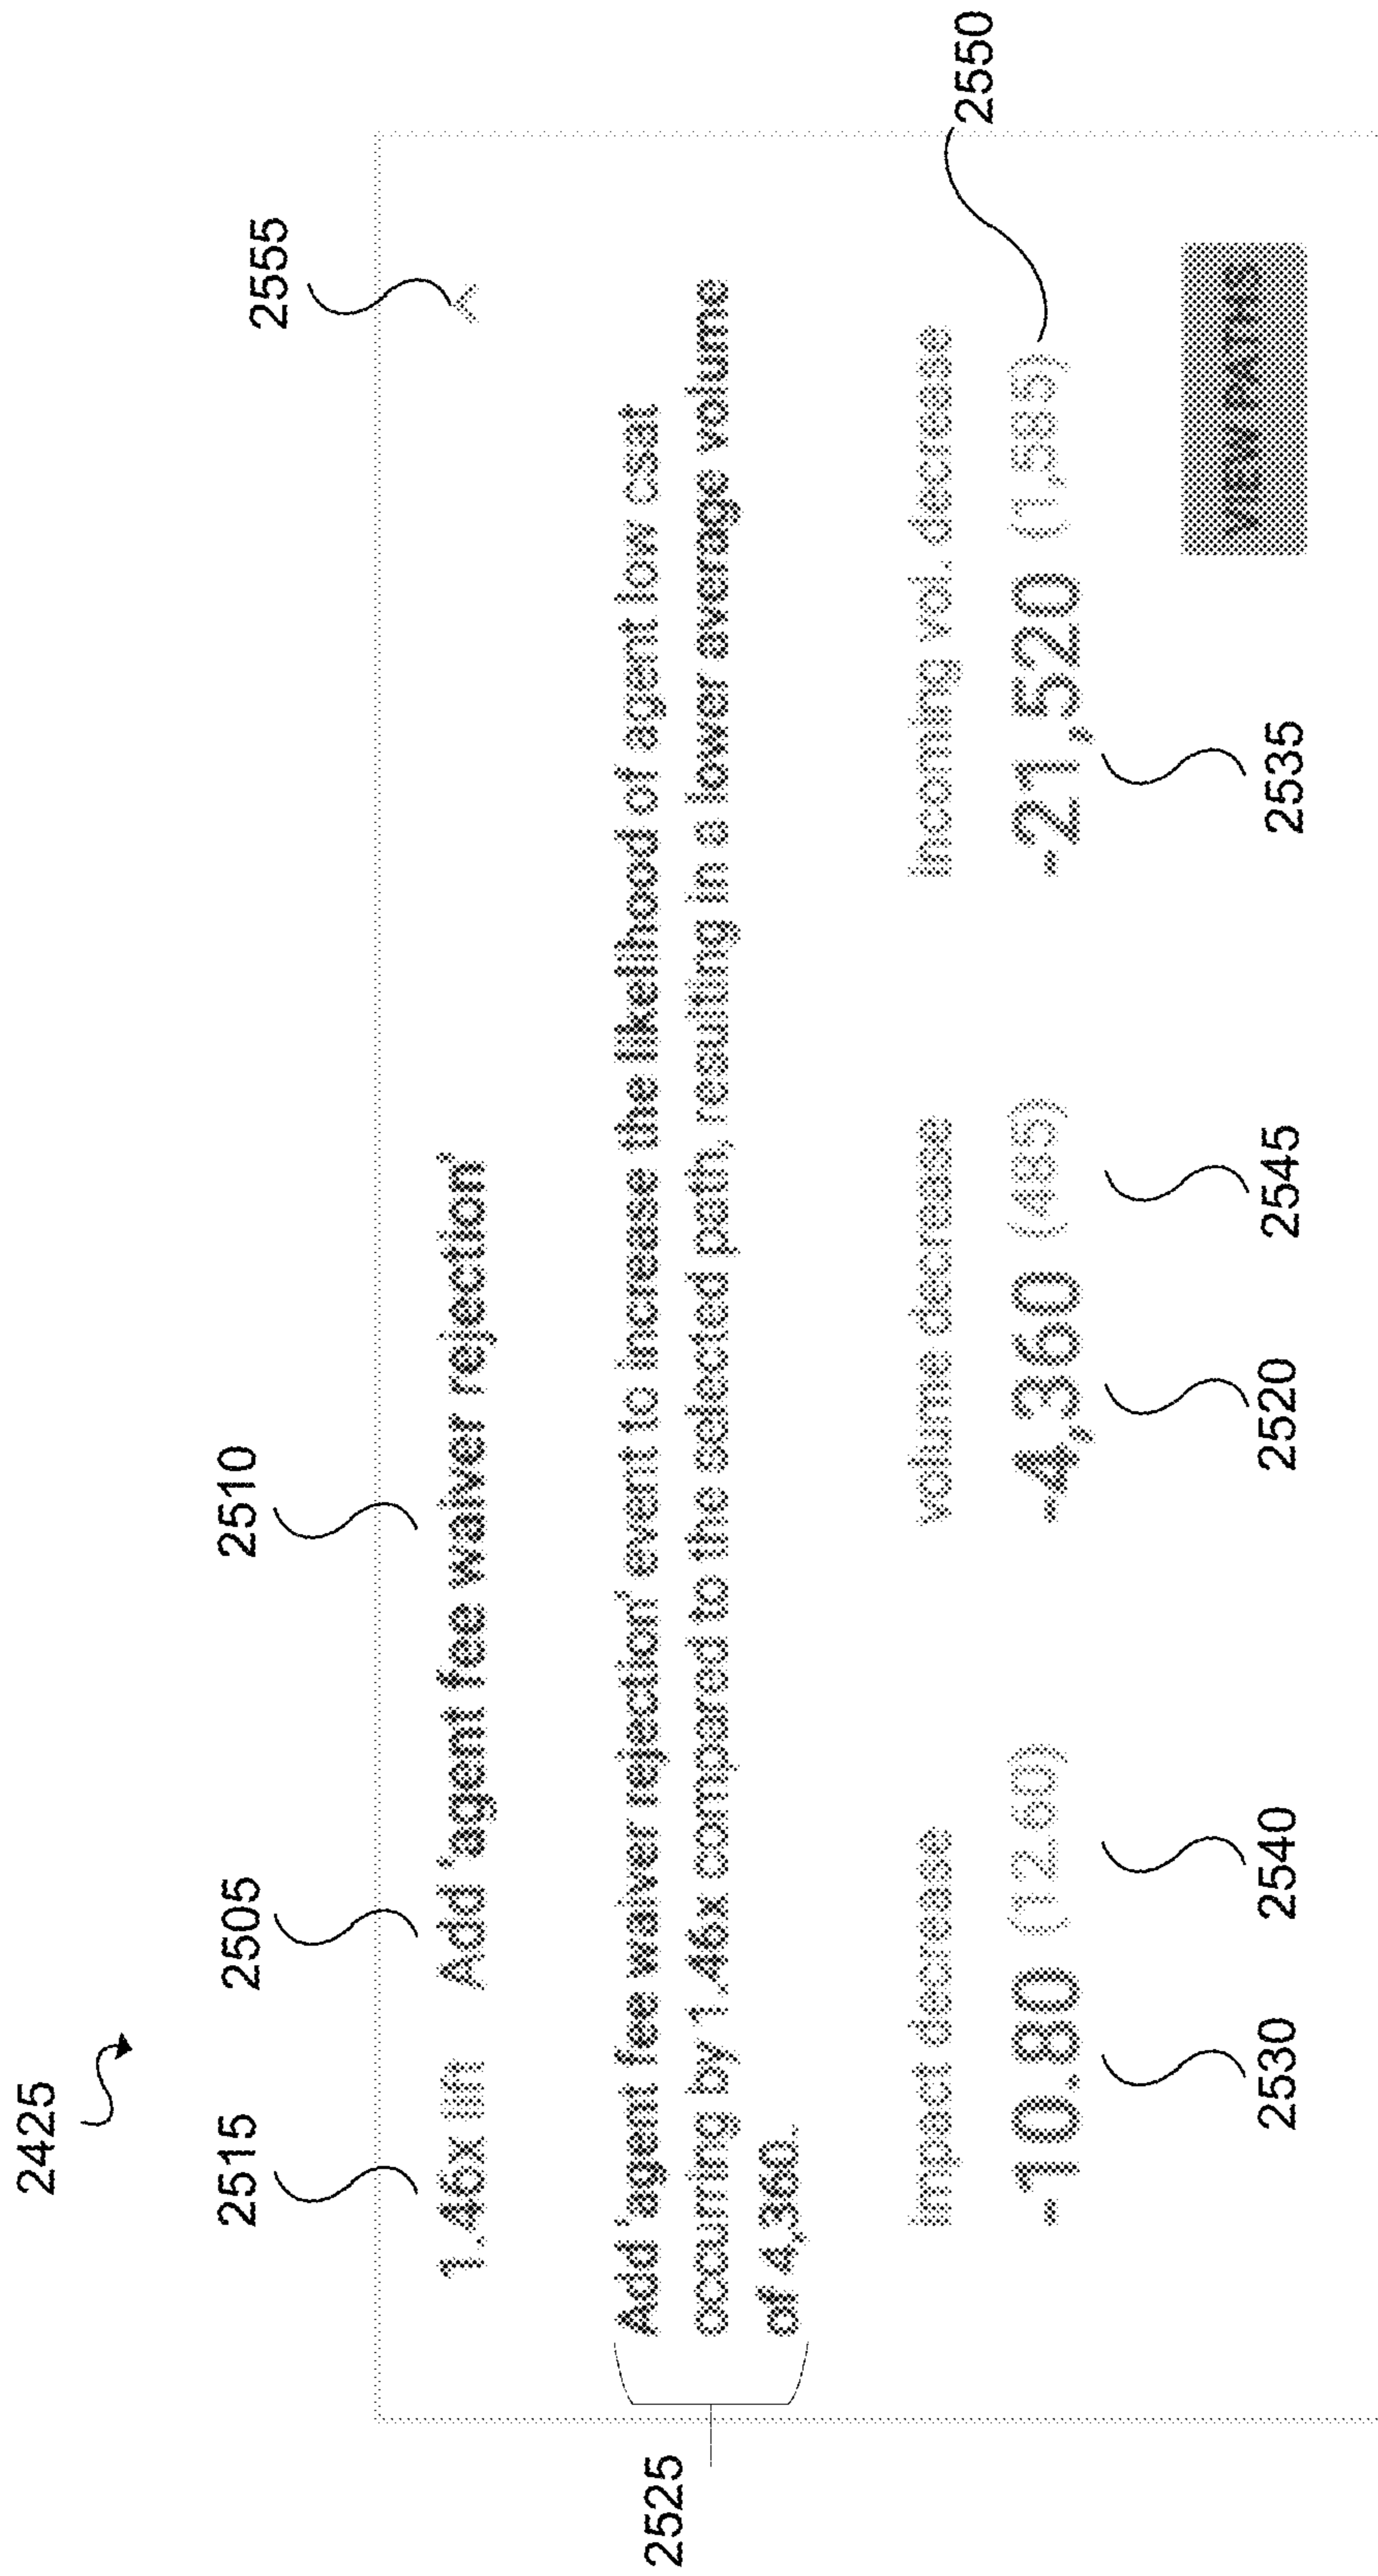 2425
2515
2505
2510
2555
1.46x lift Add 'agent fee waiver rejection'
2525
Add 'agent fee waiver rejection' event to increase the likelihood of agent low csat
occurring by 1.46x compared to the selected path, resulting in a lower average volume
of 4,360.
impact decrease
volume decrease
incoming vol. decrease
-10.80 (12.60)
-4,360 (485)
-21,520 (1,585)
2550
2530
2540
2520
2545
2535
VIEW PATHS